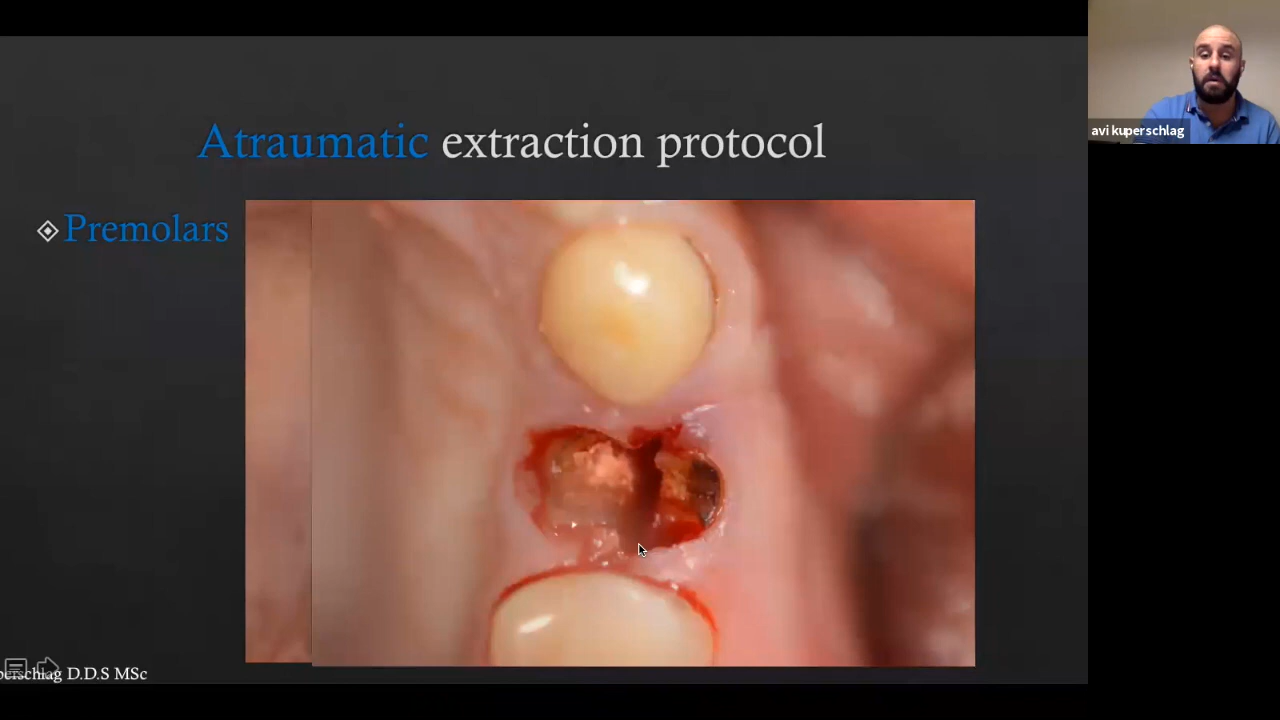 Atraumatic extraction protocol
Premolars
avi kuperschlag
D.D.S MSc